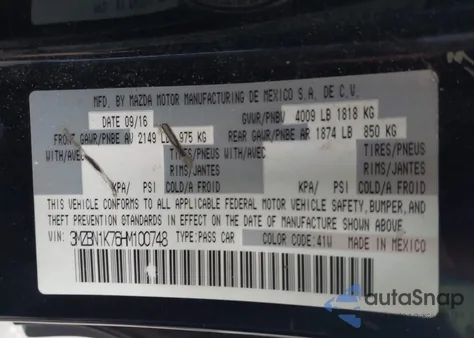 MFD. BY MAZDA MOTOR MANUFACTURING DE MEXICO S.A. DE C.V.
DATE 09/16 GVWR/PNBV 4009 LB 1818 KG
FRONT GAWR/PNBE AV 2149 LB 975 KG REAR GAWR/PNBE AR 1874 LB 850 KG
WITH/AVEC TIRES/PNEUS WITH/AVEC TIRES/PNEUS
RIMS/JANTES RIMS/JANTES
KPA/ PSI COLD/A FROID KPA/ PSI COLD/A FROID
THIS VEHICLE CONFORMS TO ALL APPLICABLE FEDERAL MOTOR VEHICLE SAFETY, BUMPER, AND
THEFT PREVENTION STANDARDS IN EFFECT ON THE DATE OF MANUFACTURE SHOWN ABOVE.
VIN: 3MZBN1K76HM100748 TYPE: PASS CAR COLOR CODE: 41W MADE IN MEXICO
autoSnap